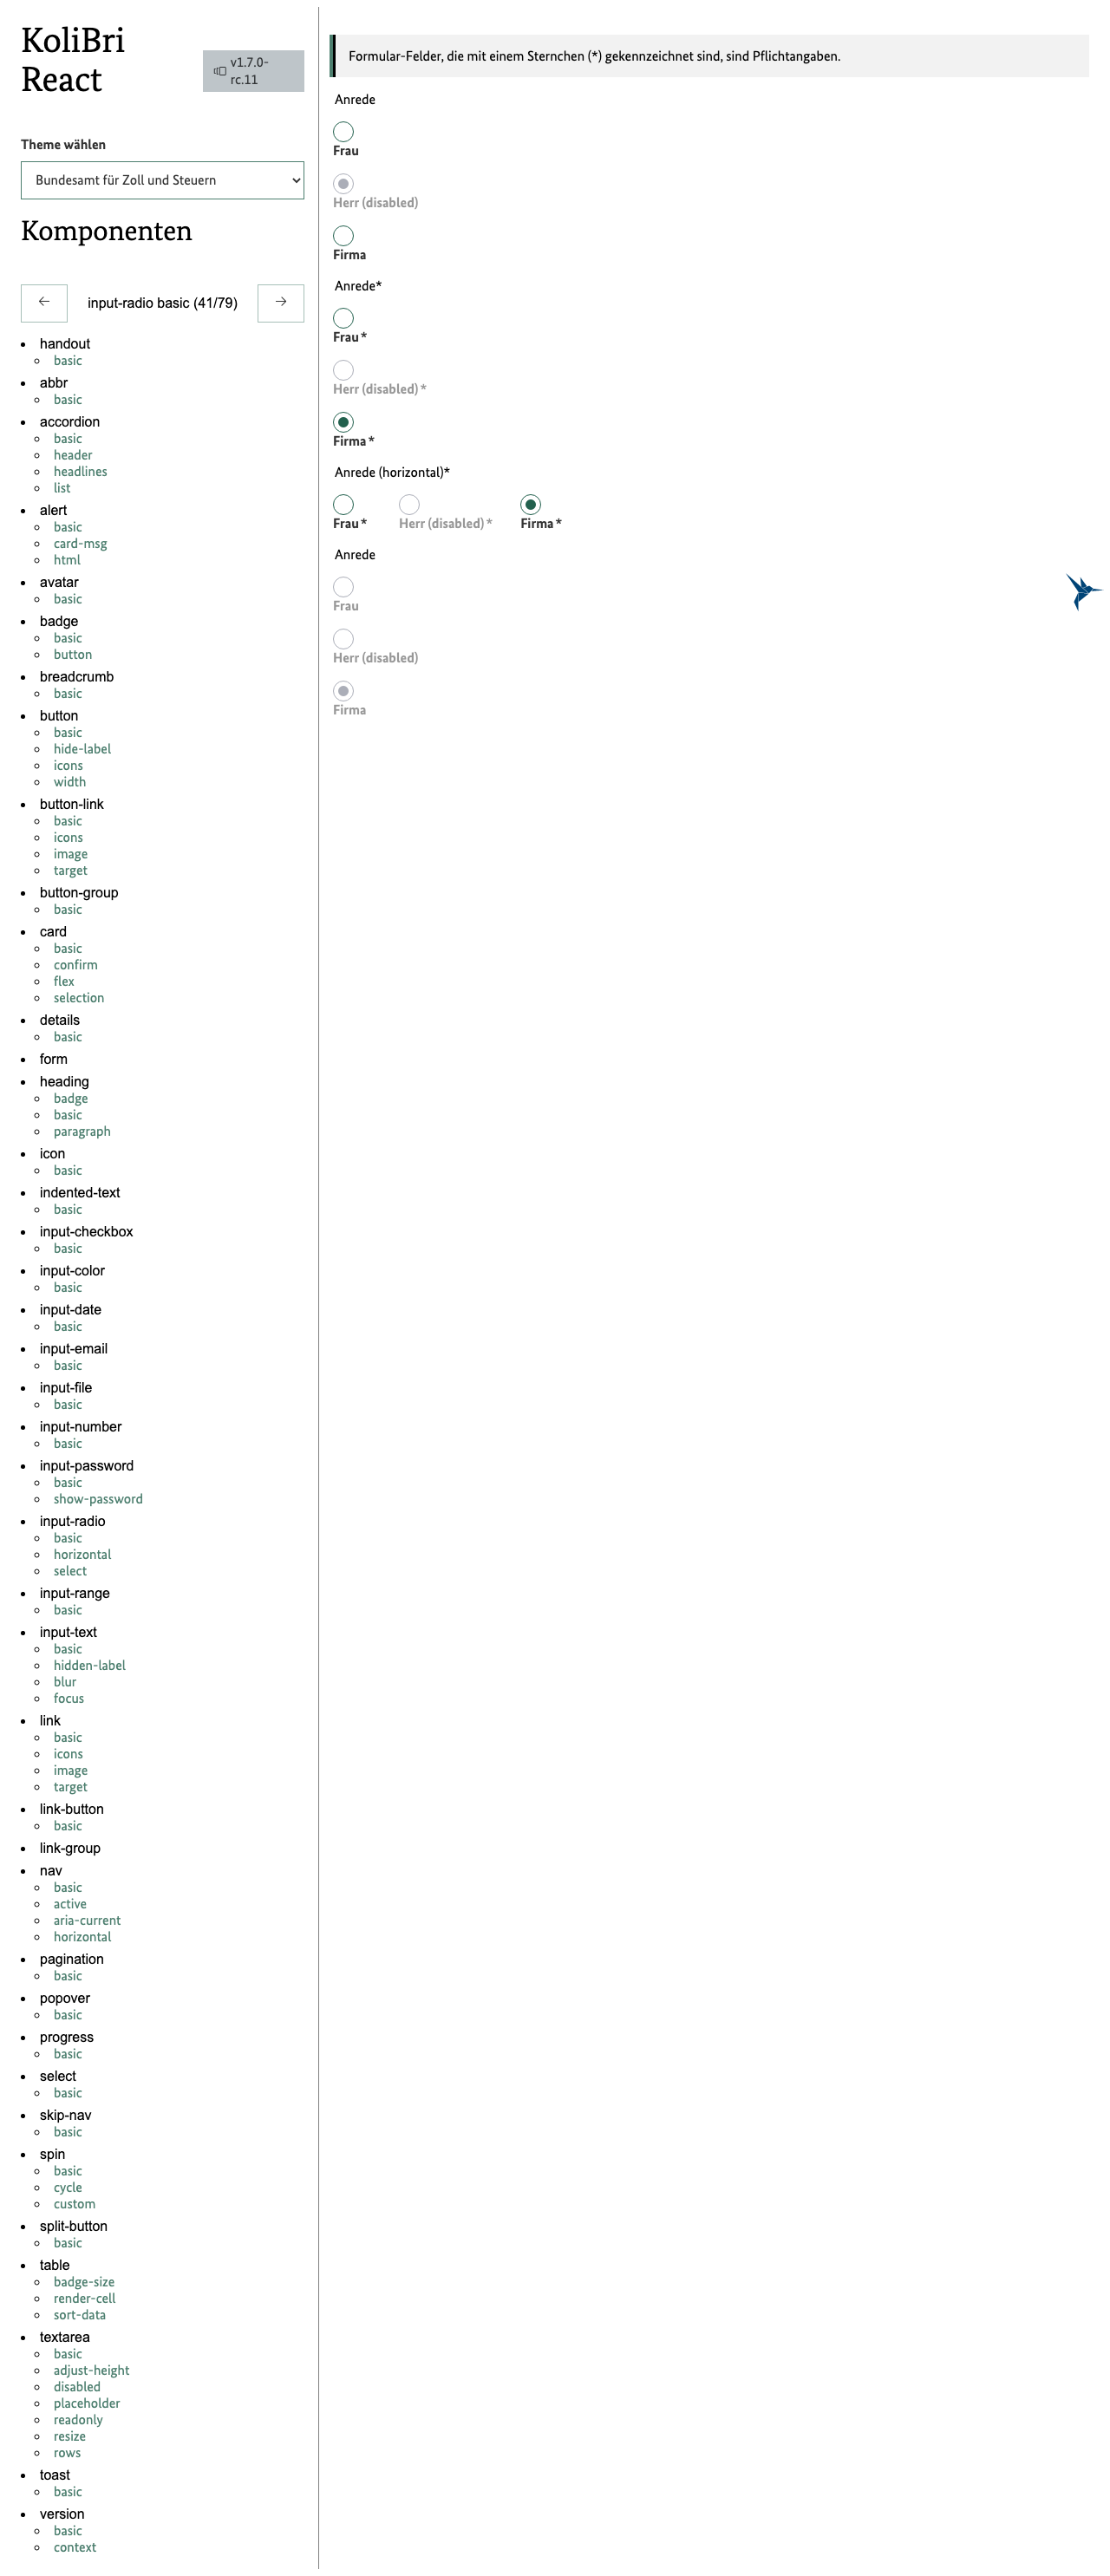 KoliBri
React
v1.7.0-
rc.11
Theme wählen
Bundesamt für Zoll und Steuern
Komponenten
input-radio basic (41/79)
handout
basic
abbr
basic
accordion
basic
header
headlines
list
alert
basic
card-msg
html
avatar
basic
badge
basic
button
breadcrumb
basic
button
basic
hide-label
icons
width
button-link
basic
icons
image
target
button-group
basic
card
basic
confirm
flex
selection
details
basic
form
heading
badge
basic
paragraph
icon
basic
indented-text
basic
input-checkbox
basic
input-color
basic
input-date
basic
input-email
basic
input-file
basic
input-number
basic
input-password
basic
show-password
input-radio
basic
horizontal
select
input-range
basic
input-text
basic
hidden-label
blur
focus
link
basic
icons
image
target
link-button
basic
link-group
nav
basic
active
aria-current
horizontal
pagination
basic
popover
basic
progress
basic
select
basic
skip-nav
basic
spin
basic
cycle
custom
split-button
basic
table
badge-size
render-cell
sort-data
textarea
basic
adjust-height
disabled
placeholder
readonly
resize
rows
toast
basic
version
basic
context
Formular-Felder, die mit einem Sternchen (*) gekennzeichnet sind, sind Pflichtangaben.
Anrede
Frau
Herr (disabled)
Firma
Anrede*
Frau*
Herr (disabled)*
Firma*
Anrede (horizontal)*
Frau* Herr (disabled)* Firma*
Anrede
Frau
Herr (disabled)
Firma